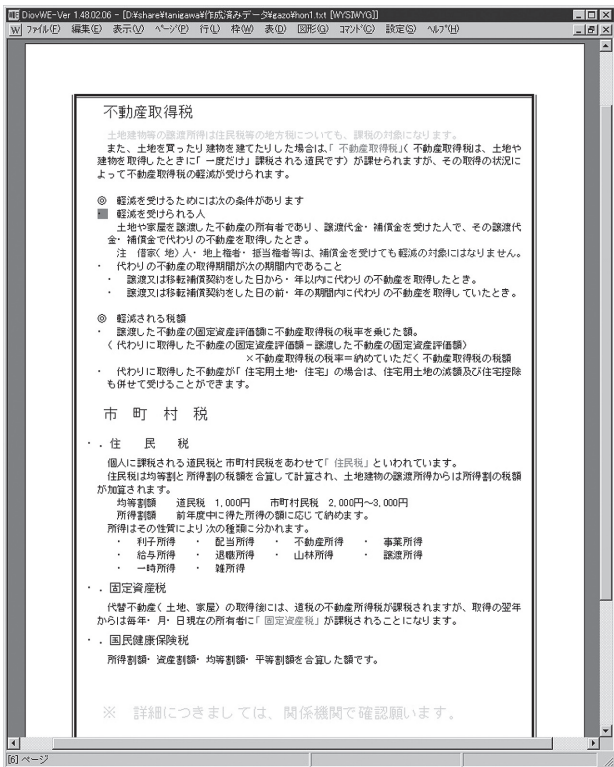 DiovWE-Ver 1.48.02.06 - [D:¥share¥tanigawa¥作成済みデータ¥gazo¥hon1.txt [WYSIWYG]]
ファイル(F) 編集(E) 表示(V) ページ(P) 行(L) 枠(W) 表(O) 図形(G) コマンド(C) 設定(S) ヘルプ(H)
不動産取得税
土地建物等の譲渡所得は住民税等の地方税についても、課税の対象になります。
また、土地を買ったり建物を建てたりした場合は、「不動産取得税」(不動産取得税は、土地や
建物を取得したときに「一度だけ」課税される道民です)が課せられますが、その取得の状況に
よって不動産取得税の軽減が受けられます。
◎ 軽減を受けるためには次の条件があります
・ 軽減を受けられる人
土地や家屋を譲渡した不動産の所有者であり、譲渡代金・補償金を受けた人で、その譲渡代
金・補償金で代わりの不動産を取得したとき。
注 借家(地)人・地上権者・抵当権者等は、補償金を受けても軽減の対象にはなりません。
・ 代わりの不動産の取得期間が次の期間内であること
・ 譲渡又は移転補償契約をした日から・年以内に代わりの不動産を取得したとき。
・ 譲渡又は移転補償契約をした日の前・年の期間内に代わりの不動産を取得していたとき。
◎ 軽減される税額
・ 譲渡した不動産の固定資産評価額に不動産取得税の税率を乗じた額。
(代わりに取得した不動産の固定資産評価額-譲渡した不動産の固定資産評価額)
×不動産取得税の税率=納めていただく不動産取得税の税額
・ 代わりに取得した不動産が「住宅用土地・住宅」の場合は、住宅用土地の減額及び住宅控除
も併せて受けることができます。
市 町 村 税
・. 住 民 税
個人に課税される道民税と市町村民税をあわせて「住民税」といわれています。
住民税は均等割と所得割の税額を合算して計算され、土地建物の譲渡所得からは所得割の税額
が加算されます。
均等割額 道民税 1,000円 市町村民税 2,000円~3,000円
所得割額 前年度中に得た所得の額に応じて納めます。
所得はその性質により次の種類に分かれます。
・ 利子所得 ・ 配当所得 ・ 不動産所得 ・ 事業所得
・ 給与所得 ・ 退職所得 ・ 山林所得 ・ 譲渡所得
・ 一時所得 ・ 雑所得
・. 固定資産税
代替不動産(土地、家屋)の取得後には、道税の不動産所得税が課税されますが、取得の翌年
からは毎年・月・日現在の所有者に「固定資産税」が課税されることになります。
・. 国民健康保険税
所得割額・資産割額・均等割額・平等割額を合算した額です。
※ 詳細につきましては、関係機関で確認願います。
[6] ページ